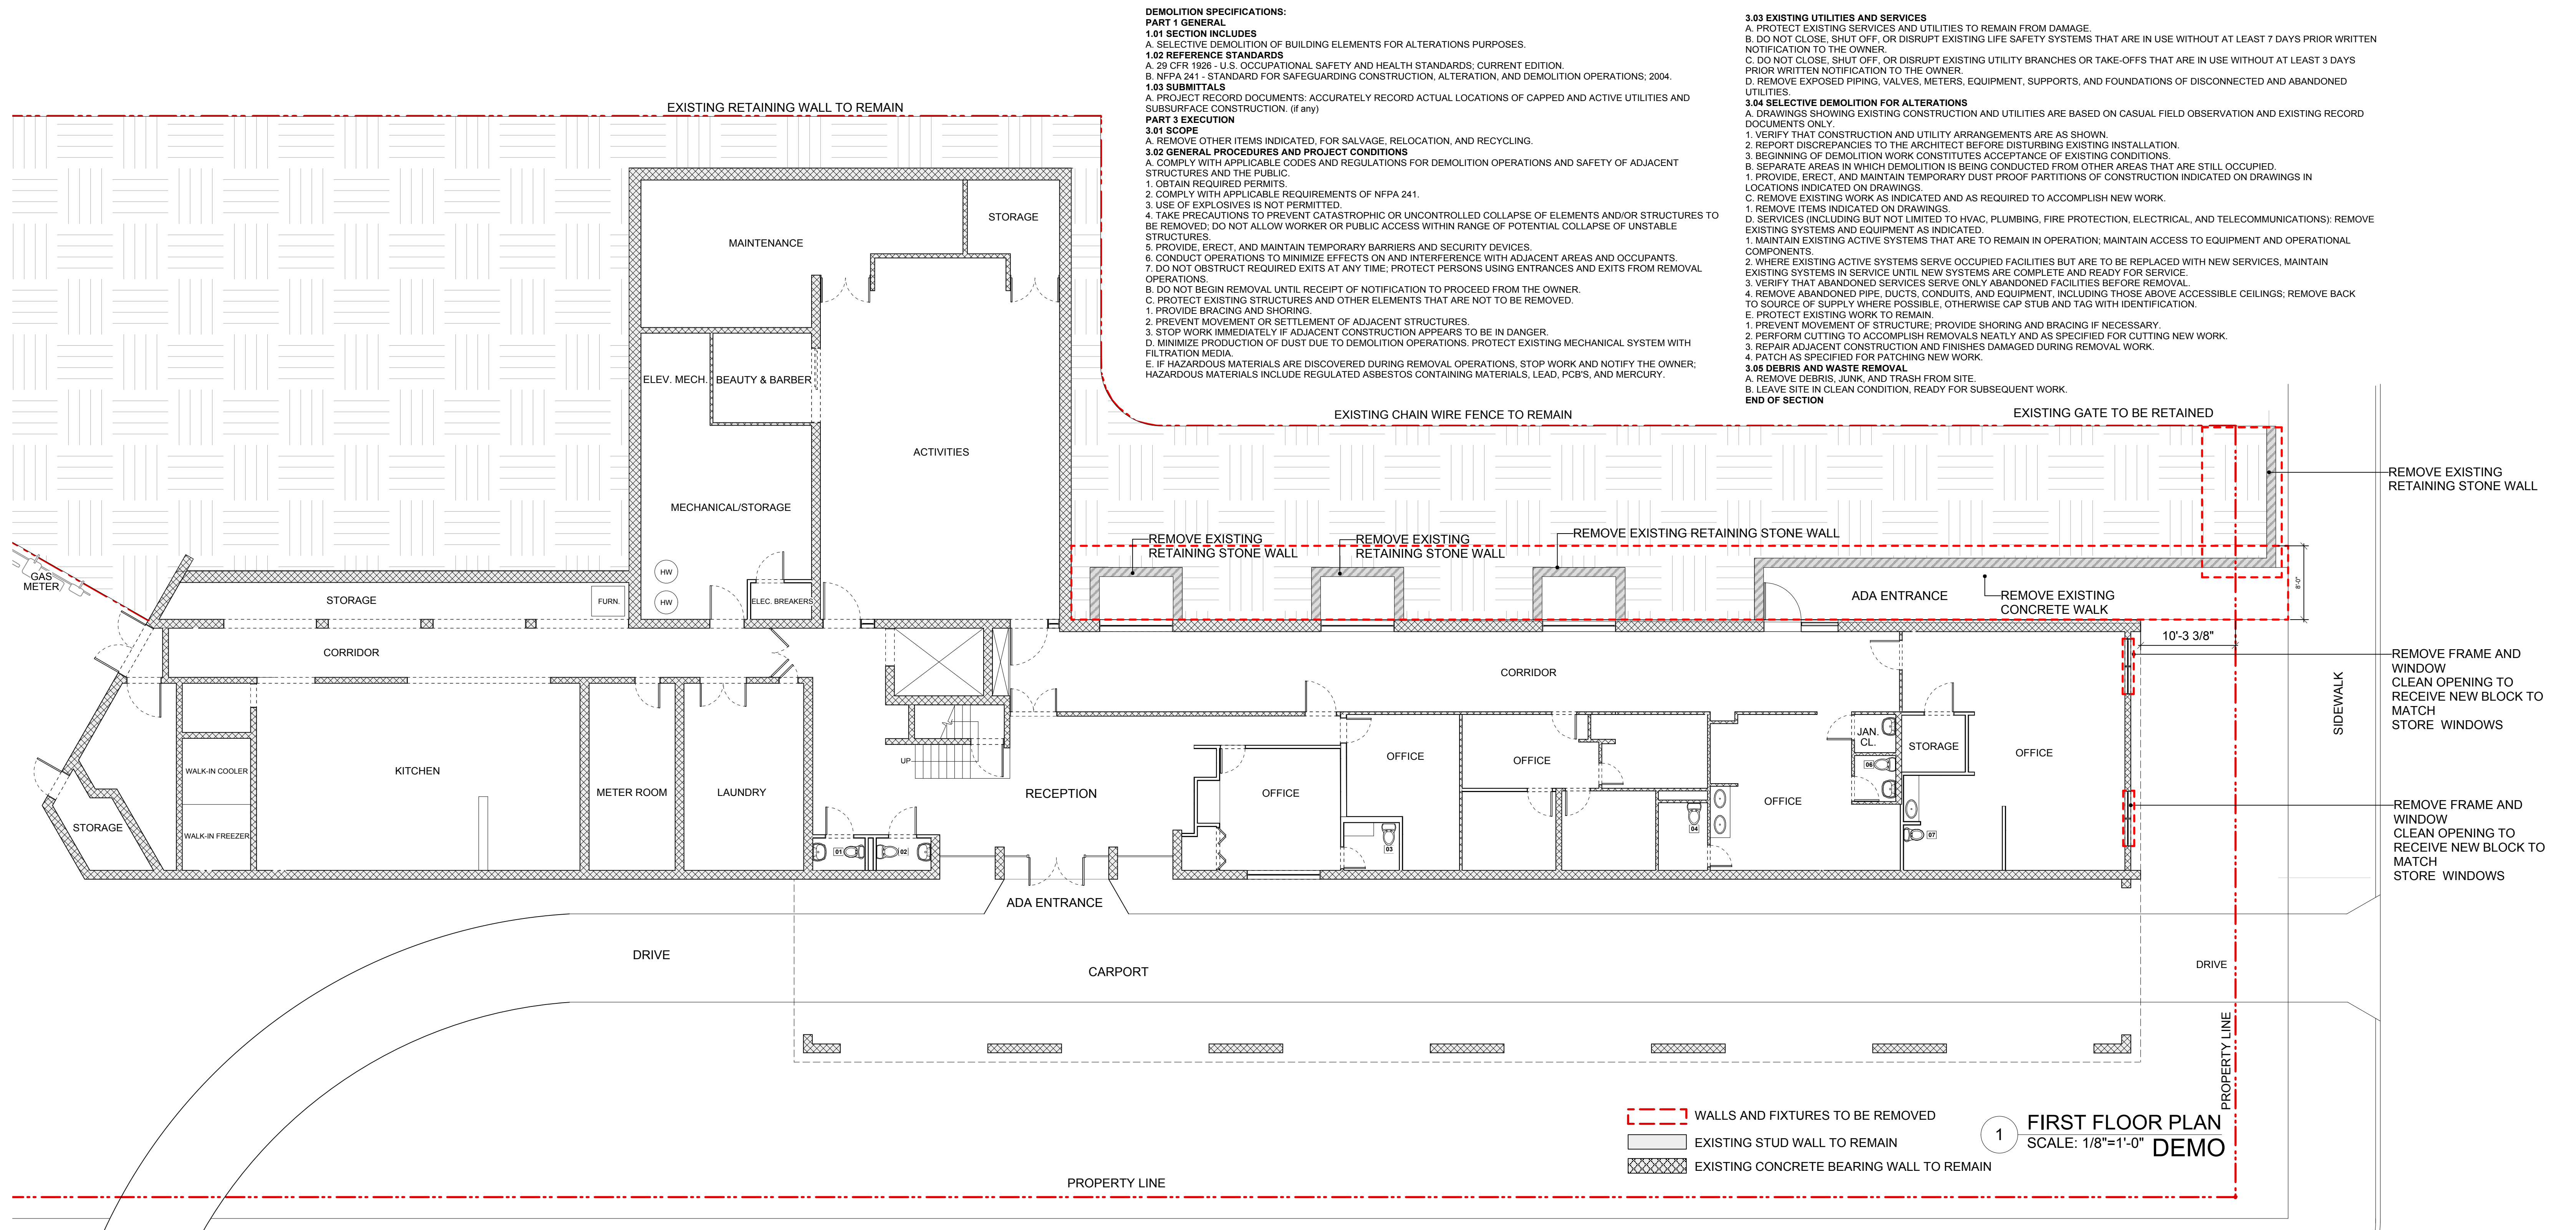 DEMOLITION SPECIFICATIONS:
PART 1 GENERAL
1.01 SECTION INCLUDES
A. SELECTIVE DEMOLITION OF BUILDING ELEMENTS FOR ALTERATIONS PURPOSES.
1.02 REFERENCE STANDARDS
A. 29 CFR 1926 - U.S. OCCUPATIONAL SAFETY AND HEALTH STANDARDS; CURRENT EDITION.
B. NFPA 241 - STANDARD FOR SAFEGUARDING CONSTRUCTION, ALTERATION, AND DEMOLITION OPERATIONS; 2004.
1.03 SUBMITTALS
A. PROJECT RECORD DOCUMENTS: ACCURATELY RECORD ACTUAL LOCATIONS OF CAPPED AND ACTIVE UTILITIES AND
SUBSURFACE CONSTRUCTION. (if any)
PART 3 EXECUTION
3.01 SCOPE
A. REMOVE OTHER ITEMS INDICATED, FOR SALVAGE, RELOCATION, AND RECYCLING.
3.02 GENERAL PROCEDURES AND PROJECT CONDITIONS
A. COMPLY WITH APPLICABLE CODES AND REGULATIONS FOR DEMOLITION OPERATIONS AND SAFETY OF ADJACENT
STRUCTURES AND THE PUBLIC.
1. OBTAIN REQUIRED PERMITS.
2. COMPLY WITH APPLICABLE REQUIREMENTS OF NFPA 241.
3. USE OF EXPLOSIVES IS NOT PERMITTED.
4. TAKE PRECAUTIONS TO PREVENT CATASTROPHIC OR UNCONTROLLED COLLAPSE OF ELEMENTS AND/OR STRUCTURES TO
BE REMOVED; DO NOT ALLOW WORKER OR PUBLIC ACCESS WITHIN RANGE OF POTENTIAL COLLAPSE OF UNSTABLE
STRUCTURES.
5. PROVIDE, ERECT, AND MAINTAIN TEMPORARY BARRIERS AND SECURITY DEVICES.
6. CONDUCT OPERATIONS TO MINIMIZE EFFECTS ON AND INTERFERENCE WITH ADJACENT AREAS AND OCCUPANTS.
7. DO NOT OBSTRUCT REQUIRED EXITS AT ANY TIME; PROTECT PERSONS USING ENTRANCES AND EXITS FROM REMOVAL
OPERATIONS.
B. DO NOT BEGIN REMOVAL UNTIL RECEIPT OF NOTIFICATION TO PROCEED FROM THE OWNER.
C. PROTECT EXISTING STRUCTURES AND OTHER ELEMENTS THAT ARE NOT TO BE REMOVED.
1. PROVIDE BRACING AND SHORING.
2. PREVENT MOVEMENT OR SETTLEMENT OF ADJACENT STRUCTURES.
3. STOP WORK IMMEDIATELY IF ADJACENT CONSTRUCTION APPEARS TO BE IN DANGER.
D. MINIMIZE PRODUCTION OF DUST DUE TO DEMOLITION OPERATIONS. PROTECT EXISTING MECHANICAL SYSTEM WITH
FILTRATION MEDIA.
E. IF HAZARDOUS MATERIALS ARE DISCOVERED DURING REMOVAL OPERATIONS, STOP WORK AND NOTIFY THE OWNER;
HAZARDOUS MATERIALS INCLUDE REGULATED ASBESTOS CONTAINING MATERIALS, LEAD, PCB'S, AND MERCURY.
3.03 EXISTING UTILITIES AND SERVICES
A. PROTECT EXISTING SERVICES AND UTILITIES TO REMAIN FROM DAMAGE.
B. DO NOT CLOSE, SHUT OFF, OR DISRUPT EXISTING LIFE SAFETY SYSTEMS THAT ARE IN USE WITHOUT AT LEAST 7 DAYS PRIOR WRITTEN
NOTIFICATION TO THE OWNER.
C. DO NOT CLOSE, SHUT OFF, OR DISRUPT EXISTING UTILITY BRANCHES OR TAKE-OFFS THAT ARE IN USE WITHOUT AT LEAST 3 DAYS
PRIOR WRITTEN NOTIFICATION TO THE OWNER.
D. REMOVE EXPOSED PIPING, VALVES, METERS, EQUIPMENT, SUPPORTS, AND FOUNDATIONS OF DISCONNECTED AND ABANDONED
UTILITIES.
3.04 SELECTIVE DEMOLITION FOR ALTERATIONS
A. DRAWINGS SHOWING EXISTING CONSTRUCTION AND UTILITIES ARE BASED ON CASUAL FIELD OBSERVATION AND EXISTING RECORD
DOCUMENTS ONLY.
1. VERIFY THAT CONSTRUCTION AND UTILITY ARRANGEMENTS ARE AS SHOWN.
2. REPORT DISCREPANCIES TO THE ARCHITECT BEFORE DISTURBING EXISTING INSTALLATION.
3. BEGINNING OF DEMOLITION WORK CONSTITUTES ACCEPTANCE OF EXISTING CONDITIONS.
B. SEPARATE AREAS IN WHICH DEMOLITION IS BEING CONDUCTED FROM OTHER AREAS THAT ARE STILL OCCUPIED.
1. PROVIDE, ERECT, AND MAINTAIN TEMPORARY DUST PROOF PARTITIONS OF CONSTRUCTION INDICATED ON DRAWINGS IN
LOCATIONS INDICATED ON DRAWINGS.
C. REMOVE EXISTING WORK AS INDICATED AND AS REQUIRED TO ACCOMPLISH NEW WORK.
1. REMOVE ITEMS INDICATED ON DRAWINGS.
D. SERVICES (INCLUDING BUT NOT LIMITED TO HVAC, PLUMBING, FIRE PROTECTION, ELECTRICAL, AND TELECOMMUNICATIONS): REMOVE
EXISTING SYSTEMS AND EQUIPMENT AS INDICATED.
1. MAINTAIN EXISTING ACTIVE SYSTEMS THAT ARE TO REMAIN IN OPERATION; MAINTAIN ACCESS TO EQUIPMENT AND OPERATIONAL
COMPONENTS.
2. WHERE EXISTING ACTIVE SYSTEMS SERVE OCCUPIED FACILITIES BUT ARE TO BE REPLACED WITH NEW SERVICES, MAINTAIN
EXISTING SYSTEMS IN SERVICE UNTIL NEW SYSTEMS ARE COMPLETE AND READY FOR SERVICE.
3. VERIFY THAT ABANDONED SERVICES SERVE ONLY ABANDONED FACILITIES BEFORE REMOVAL.
4. REMOVE ABANDONED PIPE, DUCTS, CONDUITS, AND EQUIPMENT, INCLUDING THOSE ABOVE ACCESSIBLE CEILINGS; REMOVE BACK
TO SOURCE OF SUPPLY WHERE POSSIBLE, OTHERWISE CAP STUB AND TAG WITH IDENTIFICATION.
E. PROTECT EXISTING WORK TO REMAIN.
1. PREVENT MOVEMENT OF STRUCTURE; PROVIDE SHORING AND BRACING IF NECESSARY.
2. PERFORM CUTTING TO ACCOMPLISH REMOVALS NEATLY AND AS SPECIFIED FOR CUTTING NEW WORK.
3. REPAIR ADJACENT CONSTRUCTION AND FINISHES DAMAGED DURING REMOVAL WORK.
4. PATCH AS SPECIFIED FOR PATCHING NEW WORK.
3.05 DEBRIS AND WASTE REMOVAL
A. REMOVE DEBRIS, JUNK, AND TRASH FROM SITE.
B. LEAVE SITE IN CLEAN CONDITION, READY FOR SUBSEQUENT WORK.
END OF SECTION
EXISTING RETAINING WALL TO REMAIN
STORAGE
MAINTENANCE
ELEV. MECH.
BEAUTY & BARBER
ACTIVITIES
MECHANICAL/STORAGE
EXISTING CHAIN WIRE FENCE TO REMAIN
EXISTING GATE TO BE RETAINED
REMOVE EXISTING
RETAINING STONE WALL
REMOVE EXISTING
RETAINING STONE WALL
REMOVE EXISTING
RETAINING STONE WALL
REMOVE EXISTING RETAINING STONE WALL
8'-0"
GAS
METER
STORAGE
FURN.
HW
HW
ELEC. BREAKERS
ADA ENTRANCE
REMOVE EXISTING
CONCRETE WALK
10'-3 3/8"
CORRIDOR
CORRIDOR
REMOVE FRAME AND
WINDOW
CLEAN OPENING TO
RECEIVE NEW BLOCK TO
MATCH
STORE WINDOWS
SIDEWALK
WALK-IN COOLER
KITCHEN
WALK-IN FREEZER
STORAGE
METER ROOM
LAUNDRY
UP
RECEPTION
OFFICE
OFFICE
OFFICE
OFFICE
JAN.
CL.
STORAGE
OFFICE
01
02
03
04
06
07
REMOVE FRAME AND
WINDOW
CLEAN OPENING TO
RECEIVE NEW BLOCK TO
MATCH
STORE WINDOWS
ADA ENTRANCE
DRIVE
CARPORT
DRIVE
PROPERTY LINE
WALLS AND FIXTURES TO BE REMOVED
EXISTING STUD WALL TO REMAIN
EXISTING CONCRETE BEARING WALL TO REMAIN
1
FIRST FLOOR PLAN
SCALE: 1/8"=1'-0" DEMO
PROPERTY LINE